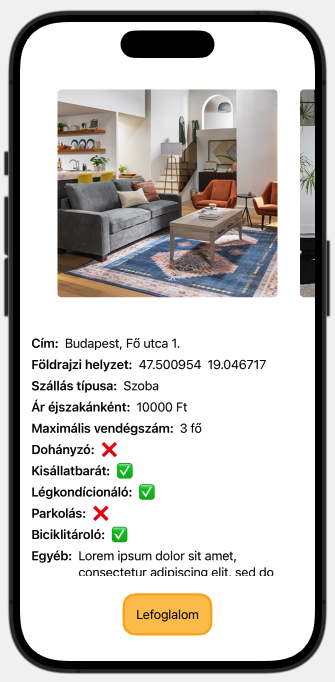 Cím: Budapest, Fő utca 1.
Földrajzi helyzet: 47.500954 19.046717
Szállás típusa: Szoba
Ár éjszakánként: 10000 Ft
Maximális vendégszám: 3 fő
Dohányzó: ❌
Kisállatbarát: ✅
Légkondícionáló: ✅
Parkolás: ❌
Biciklitároló: ✅
Egyéb: Lorem ipsum dolor sit amet,
consectetur adipiscing elit, sed do
Lefoglalom